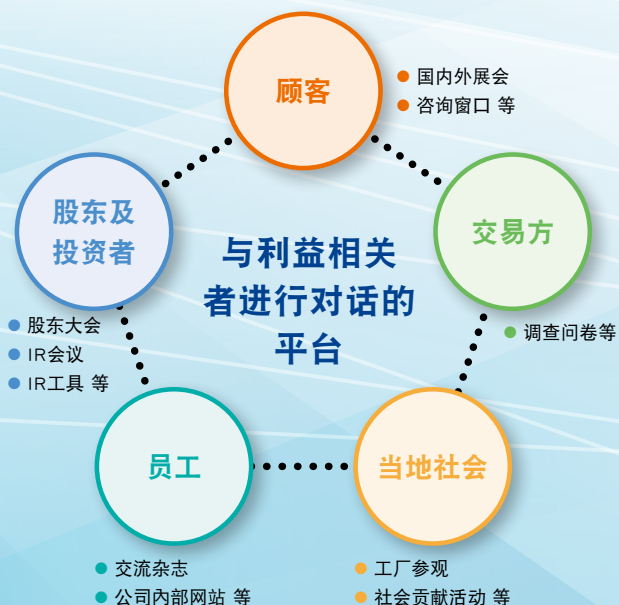 顾客
国内外展会
咨询窗口 等
股东及
投资者
股东大会
IR会议
IR工具 等
与利益相关
者进行对话的
平台
交易方
调查问卷等
员工
交流杂志
公司内部网站 等
当地社会
工厂参观
社会贡献活动 等